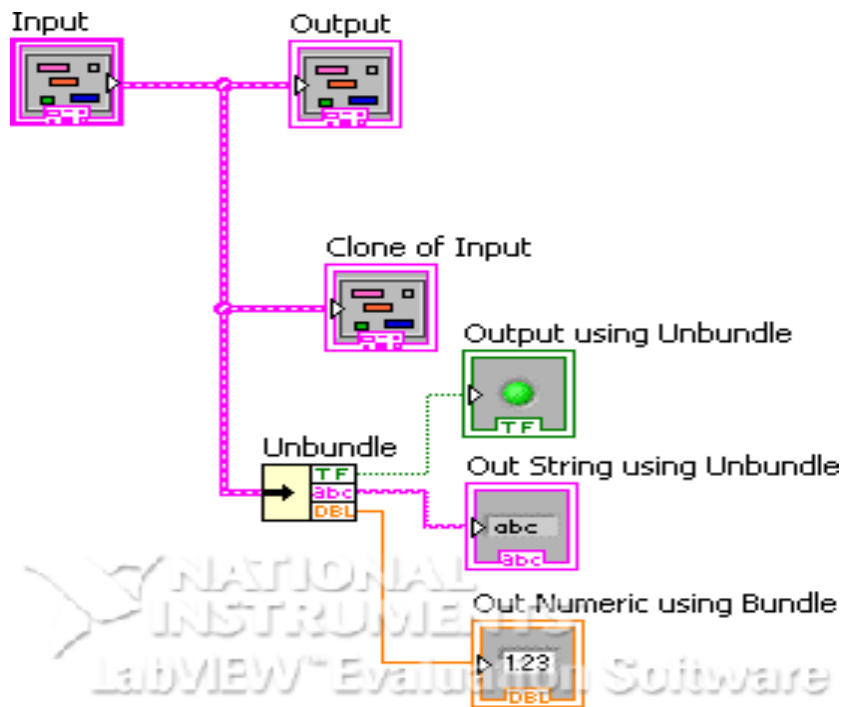 Input
Output
Clone of Input
Output using Unbundle
TF
Unbundle
TF
abc
DBL
Out String using Unbundle
abc
abc
Out Numeric using Bundle
1.23
DBL
NATIONAL
INSTRUMENTS
LabVIEW™ Evaluation Software